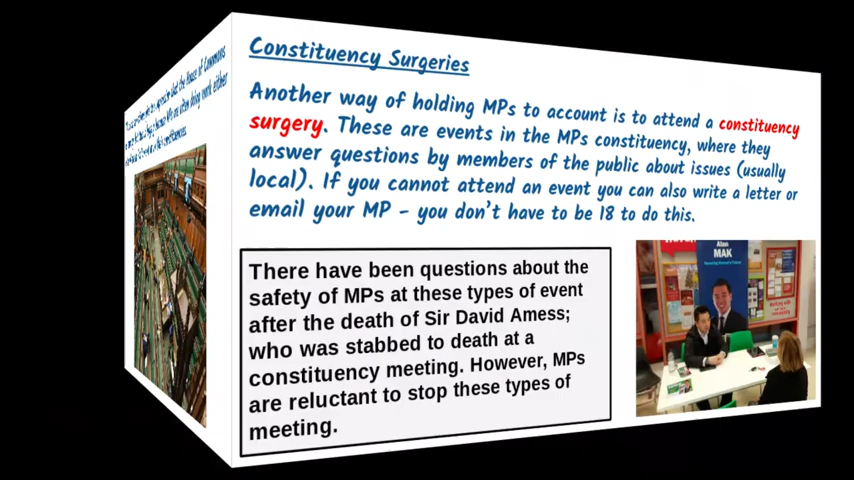 Constituency Surgeries
Another way of holding MPs to account is to attend a constituency
surgery. These are events in the MPs constituency, where they
answer questions by members of the public about issues (usually
local). If you cannot attend an event you can also write a letter or
email your MP – you don't have to be 18 to do this.
There have been questions about the
safety of MPs at these types of event
after the death of Sir David Amess;
who was stabbed to death at a
constituency meeting. However, MPs
are reluctant to stop these types of
meeting.
Alan
MAK